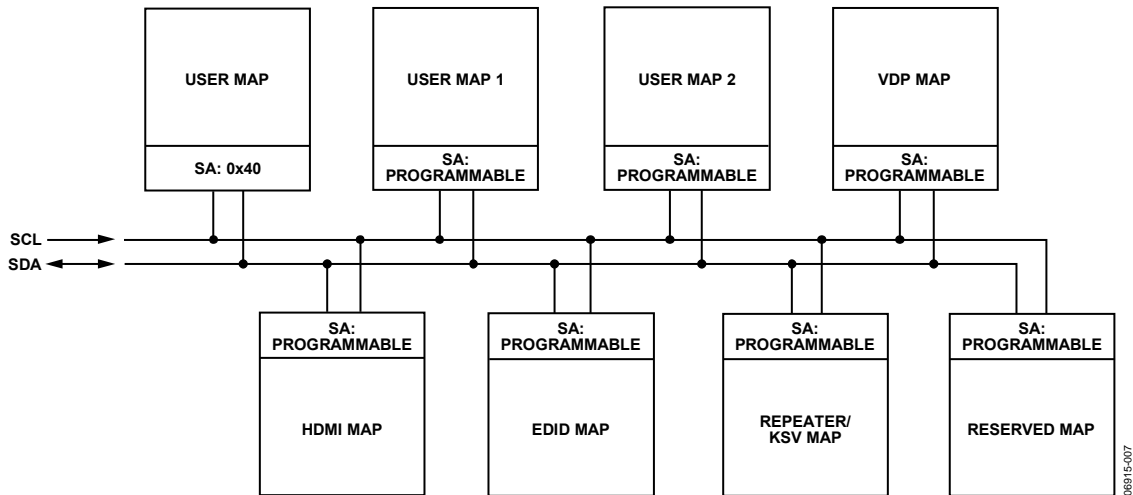 USER MAP
SA: 0x40
USER MAP 1
SA:
PROGRAMMABLE
USER MAP 2
SA:
PROGRAMMABLE
VDP MAP
SA:
PROGRAMMABLE
SCL
SDA
SA:
PROGRAMMABLE
HDMI MAP
SA:
PROGRAMMABLE
EDID MAP
SA:
PROGRAMMABLE
REPEATER/
KSV MAP
SA:
PROGRAMMABLE
RESERVED MAP
06915-007